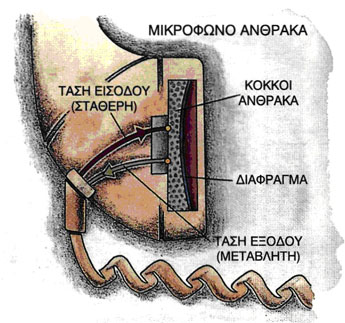 ΜΙΚΡΟΦΩΝΟ ΑΝΘΡΑΚΑ
ΤΑΣΗ ΕΙΣΟΔΟΥ
(ΣΤΑΘΕΡΗ)
ΚΟΚΚΟΙ
ΑΝΘΡΑΚΑ
ΔΙΑΦΡΑΓΜΑ
ΤΑΣΗ ΕΞΟΔΟΥ
(ΜΕΤΑΒΛΗΤΗ)